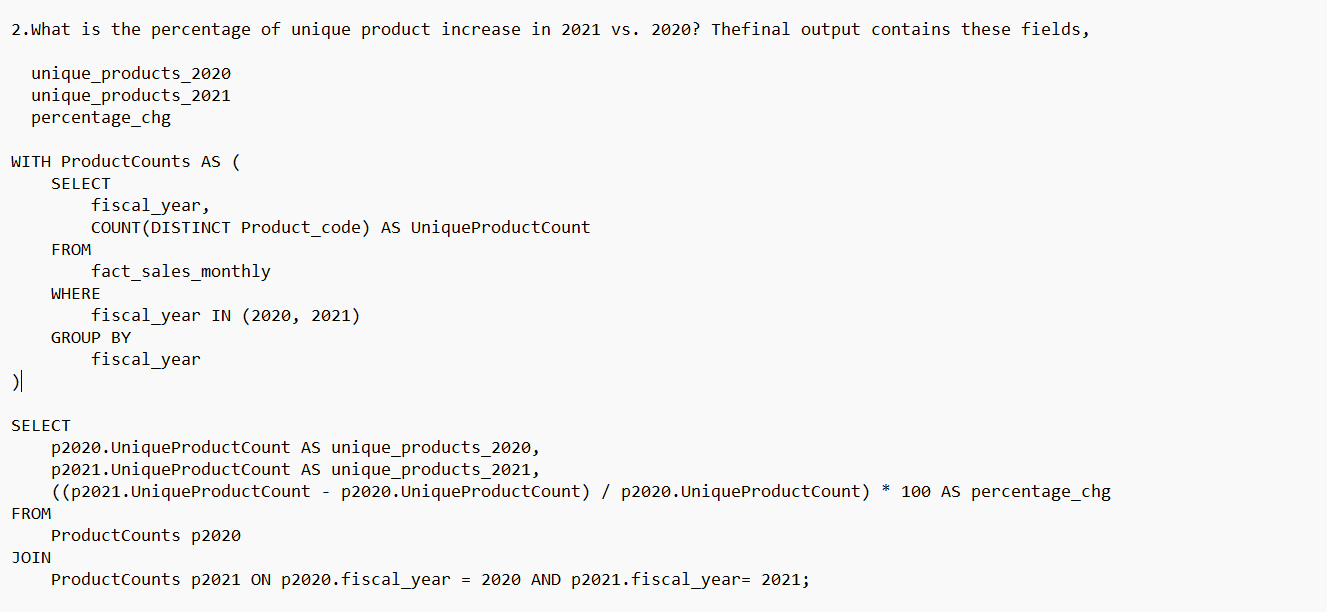 2.What is the percentage of unique product increase in 2021 vs. 2020? Thefinal output contains these fields,
unique_products_2020
unique_products_2021
percentage_chg
WITH ProductCounts AS (
SELECT
fiscal_year,
COUNT(DISTINCT Product_code) AS UniqueProductCount
FROM
fact_sales_monthly
WHERE
fiscal_year IN (2020, 2021)
GROUP BY
fiscal_year
)
SELECT
p2020.UniqueProductCount AS unique_products_2020,
p2021.UniqueProductCount AS unique_products_2021,
((p2021.UniqueProductCount - p2020.UniqueProductCount) / p2020.UniqueProductCount) * 100 AS percentage_chg
FROM
ProductCounts p2020
JOIN
ProductCounts p2021 ON p2020.fiscal_year = 2020 AND p2021.fiscal_year= 2021;